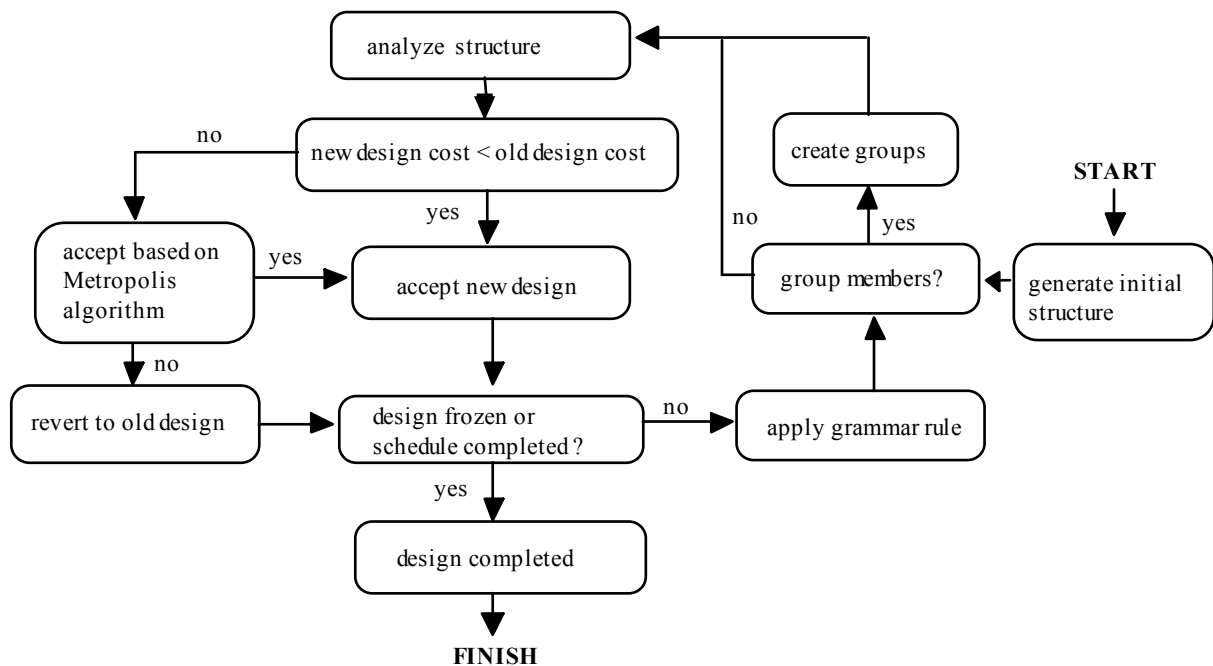 analyze structure
no
new design cost < old design cost
create groups
START
yes
no
yes
accept based on
Metropolis
algorithm
yes
accept new design
group members?
generate initial
structure
no
revert to old design
design frozen or
schedule completed ?
no
apply grammar rule
yes
design completed
FINISH